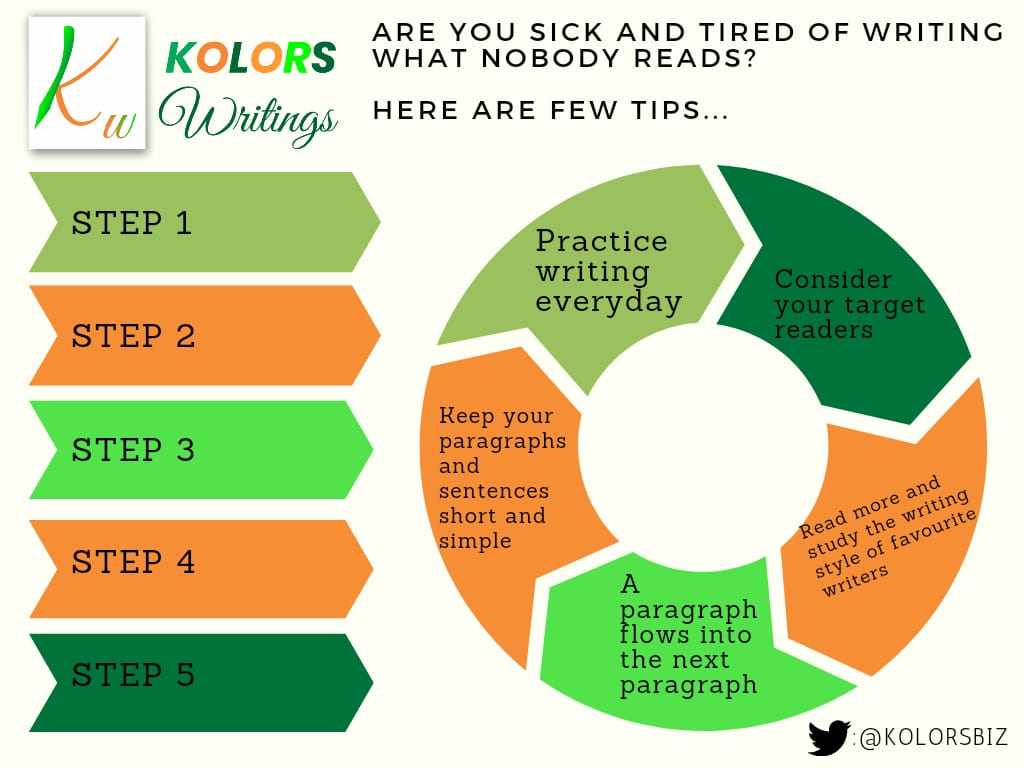 Kw
KOLORS
Writings
ARE YOU SICK AND TIRED OF WRITING
WHAT NOBODY READS?
HERE ARE FEW TIPS...
STEP 1
STEP 2
STEP 3
STEP 4
STEP 5
Practice
writing
everyday
Consider
your target
readers
Read more and
study the writing
style of favourite
writers
A
paragraph
flows into
the next
paragraph
Keep your
paragraphs
and
sentences
short and
simple
:@KOLORSBIZ